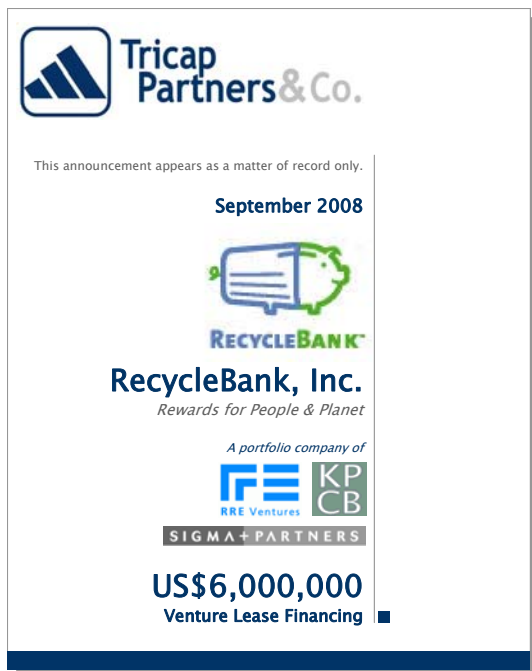 Tricap
Partners&Co.
This announcement appears as a matter of record only.
September 2008
RECYCLEBANK™
RecycleBank, Inc.
Rewards for People & Planet
A portfolio company of
RRE Ventures
KP
CB
SIGMA+PARTNERS
US$6,000,000
Venture Lease Financing